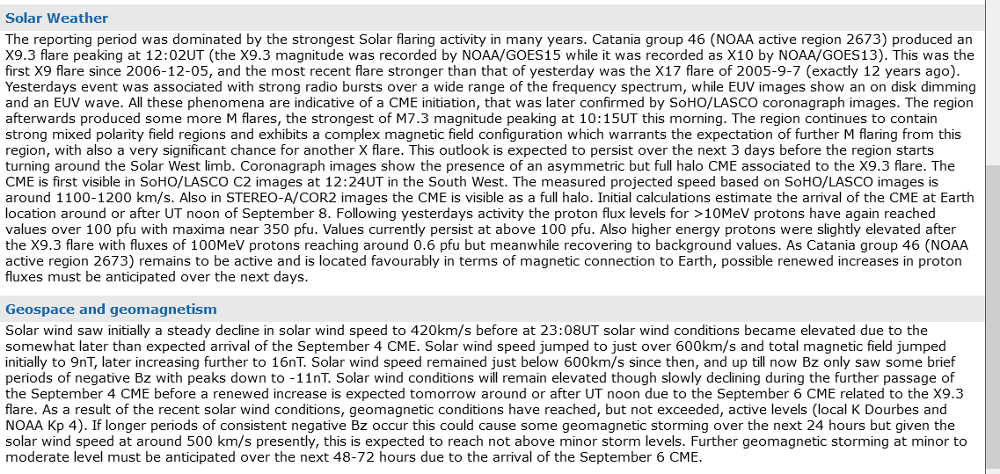 Solar Weather
The reporting period was dominated by the strongest Solar flaring activity in many years. Catania group 46 (NOAA active region 2673) produced an
X9.3 flare peaking at 12:02UT (the X9.3 magnitude was recorded by NOAA/GOES15 while it was recorded as X10 by NOAA/GOES13). This was the
first X9 flare since 2006-12-05, and the most recent flare stronger than that of yesterday was the X17 flare of 2005-9-7 (exactly 12 years ago).
Yesterdays event was associated with strong radio bursts over a wide range of the frequency spectrum, while EUV images show an on disk dimming
and an EUV wave. All these phenomena are indicative of a CME initiation, that was later confirmed by SoHO/LASCO coronagraph images. The region
afterwards produced some more M flares, the strongest of M7.3 magnitude peaking at 10:15UT this morning. The region continues to contain
strong mixed polarity field regions and exhibits a complex magnetic field configuration which warrants the expectation of further M flaring from this
region, with also a very significant chance for another X flare. This outlook is expected to persist over the next 3 days before the region starts
turning around the Solar West limb. Coronagraph images show the presence of an asymmetric but full halo CME associated to the X9.3 flare. The
CME is first visible in SoHO/LASCO C2 images at 12:24UT in the South West. The measured projected speed based on SoHO/LASCO images is
around 1100-1200 km/s. Also in STEREO-A/COR2 images the CME is visible as a full halo. Initial calculations estimate the arrival of the CME at Earth
location around or after UT noon of September 8. Following yesterdays activity the proton flux levels for >10MeV protons have again reached
values over 100 pfu with maxima near 350 pfu. Values currently persist at above 100 pfu. Also higher energy protons were slightly elevated after
the X9.3 flare with fluxes of 100MeV protons reaching around 0.6 pfu but meanwhile recovering to background values. As Catania group 46 (NOAA
active region 2673) remains to be active and is located favourably in terms of magnetic connection to Earth, possible renewed increases in proton
fluxes must be anticipated over the next days.
Geospace and geomagnetism
Solar wind saw initially a steady decline in solar wind speed to 420km/s before at 23:08UT solar wind conditions became elevated due to the
somewhat later than expected arrival of the September 4 CME. Solar wind speed jumped to just over 600km/s and total magnetic field jumped
initially to 9nT, later increasing further to 16nT. Solar wind speed remained just below 600km/s since then, and up till now Bz only saw some brief
periods of negative Bz with peaks down to -11nT. Solar wind conditions will remain elevated though slowly declining during the further passage of
the September 4 CME before a renewed increase is expected tomorrow around or after UT noon due to the September 6 CME related to the X9.3
flare. As a result of the recent solar wind conditions, geomagnetic conditions have reached, but not exceeded, active levels (local K Dourbes and
NOAA Kp 4). If longer periods of consistent negative Bz occur this could cause some geomagnetic storming over the next 24 hours but given the
solar wind speed at around 500 km/s presently, this is expected to reach not above minor storm levels. Further geomagnetic storming at minor to
moderate level must be anticipated over the next 48-72 hours due to the arrival of the September 6 CME.